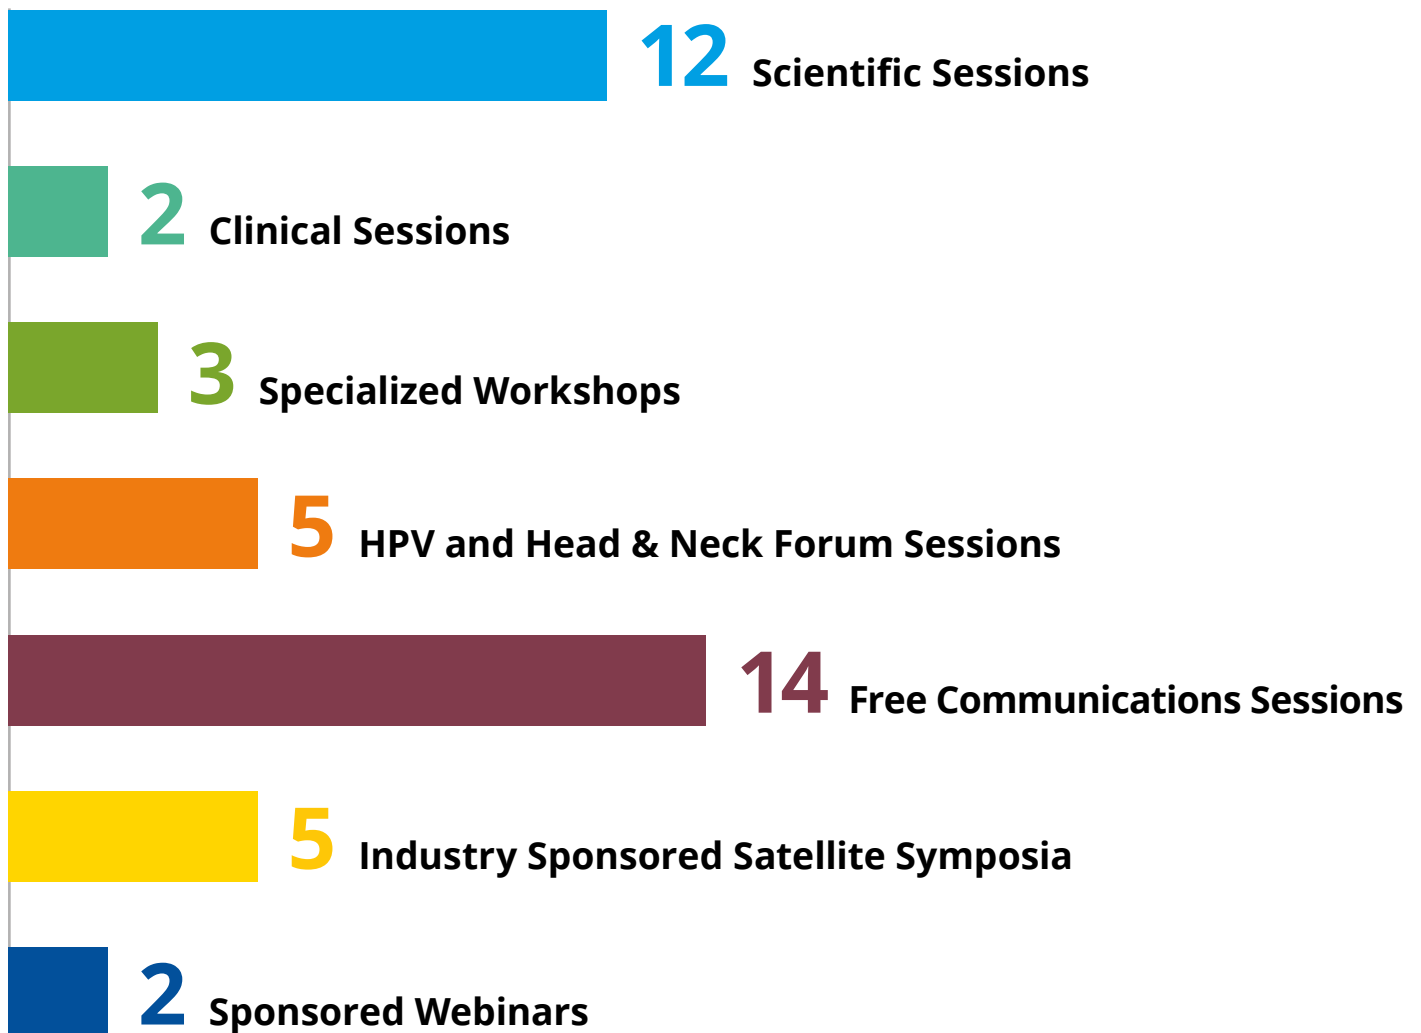 12 Scientific Sessions
2 Clinical Sessions
3 Specialized Workshops
5 HPV and Head & Neck Forum Sessions
14 Free Communications Sessions
5 Industry Sponsored Satellite Symposia
2 Sponsored Webinars